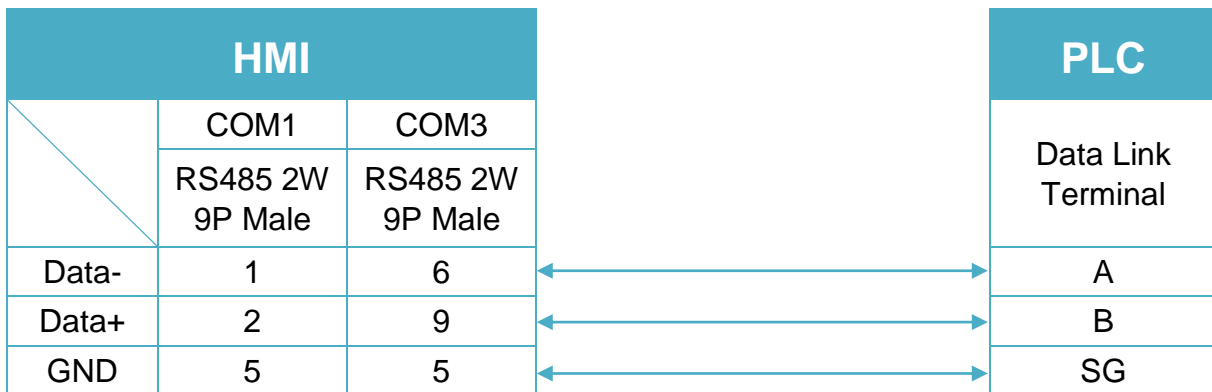 HMI PLC
COM1 COM3
Data Link
Terminal
RS485 2W
9P Male
RS485 2W
9P Male
Data- 1 6 A
Data+ 2 9 B
GND 5 5 SG